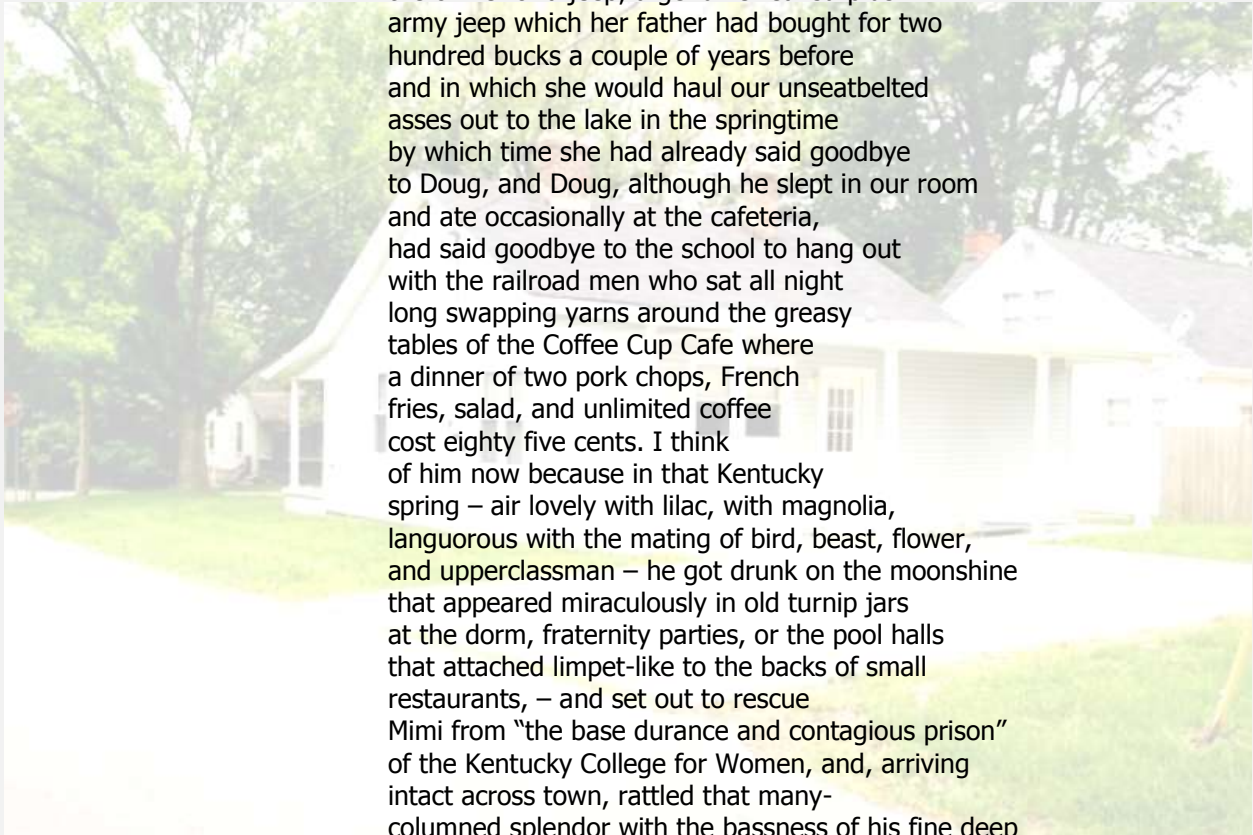 army jeep which her father had bought for two
hundred bucks a couple of years before
and in which she would haul our unseatbelted
asses out to the lake in the springtime
by which time she had already said goodbye
to Doug, and Doug, although he slept in our room
and ate occasionally at the cafeteria,
had said goodbye to the school to hang out
with the railroad men who sat all night
long swapping yarns around the greasy
tables of the Coffee Cup Cafe where
a dinner of two pork chops, French
fries, salad, and unlimited coffee
cost eighty five cents. I think
of him now because in that Kentucky
spring – air lovely with lilac, with magnolia,
languorous with the mating of bird, beast, flower,
and upperclassman – he got drunk on the moonshine
that appeared miraculously in old turnip jars
at the dorm, fraternity parties, or the pool halls
that attached limpet-like to the backs of small
restaurants, – and set out to rescue
Mimi from “the base durance and contagious prison”
of the Kentucky College for Women, and, arriving
intact across town, rattled that many-
columned splendor with the bassness of his fine deep